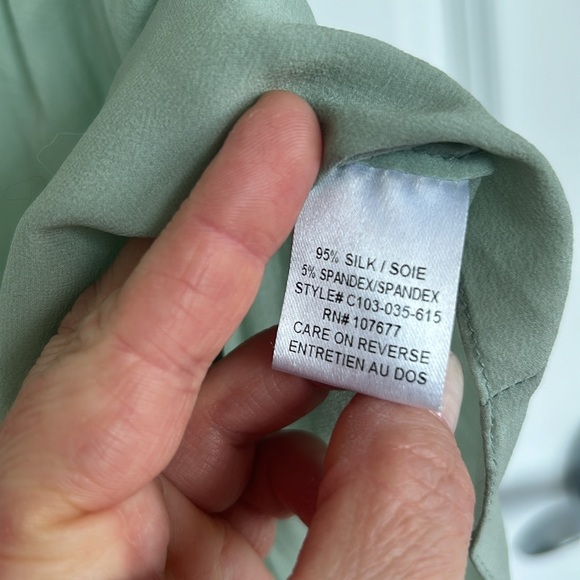 95% SILK / SOIE
5% SPANDEX/SPANDEX
STYLE# C103-035-615
RN# 107677
CARE ON REVERSE
ENTRETIEN AU DOS